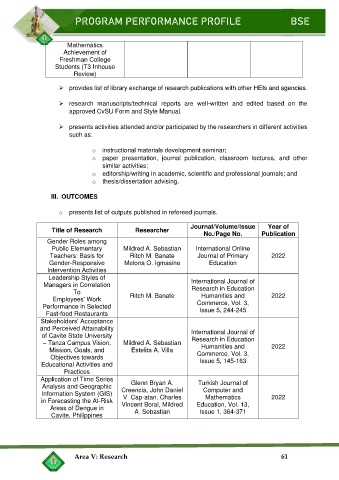 PROGRAM PERFORMANCE PROFILE BSE
Mathematics
Achievement of
Freshman College
Students (T3 Inhouse
Review)
➢ provides list of library exchange of research publications with other HEIs and agencies.
➢ research manuscripts/technical reports are well-written and edited based on the
approved CvSU Form and Style Manual.
➢ presents activities attended and/or participated by the researchers in different activities
such as:
o instructional materials development seminar;
o paper presentation, journal publication, classroom lectures, and other
similar activities;
o editorship/writing in academic, scientific and professional journals; and
o thesis/dissertation advising.
III. OUTCOMES
o presents list of outputs published in refereed journals.
Title of Research Researcher Journal/Volume/Issue No./Page No. Year of Publication
Gender Roles among
Public Elementary
Teachers: Basis for
Gender-Responsive
Intervention Activities
Mildred A. Sebastian
Ritch M. Banate
Melona O. Igmasine
International Online
Journal of Primary
Education
2022
Leadership Styles of
Managers in Correlation
To
Employees' Work
Performance in Selected
Fast-food Restaurants
Ritch M. Banate
International Journal of
Research in Education
Humanities and
Commerce, Vol. 3,
Issue 5, 244-245
2022
Stakeholders' Acceptance
and Perceived Attainability
of Cavite State University
– Tanza Campus Vision,
Mission, Goals, and
Objectives towards
Educational Activities and
Practices
Mildred A. Sebastian
Estelita A. Villa
International Journal of
Research in Education
Humanities and
Commerce, Vol. 3,
Issue 5, 145-163
2022
Application of Time Series
Analysis and Geographic
Information System (GIS)
in Forecasting the At-Risk
Areas of Dengue in
Cavite, Philippines
Glenn Bryan A.
Creencia, John Daniel
V. Cap-atan, Charles
Vincent Boral, Mildred
A. Sebastian
Turkish Journal of
Computer and
Mathematics
Education, Vol. 13,
Issue 1, 364-371
2022
Area V: Research 61